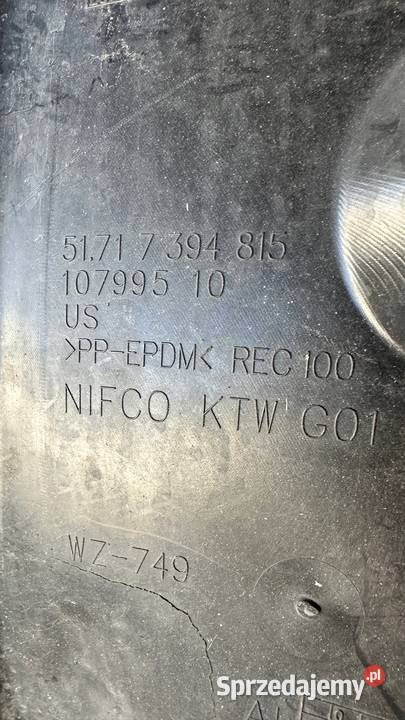 51.71 7 394 815
107995 10
US
>PP-EPDM< REC 100
NIFCO KTW G01
WZ-749
Sprzedajemy.pl